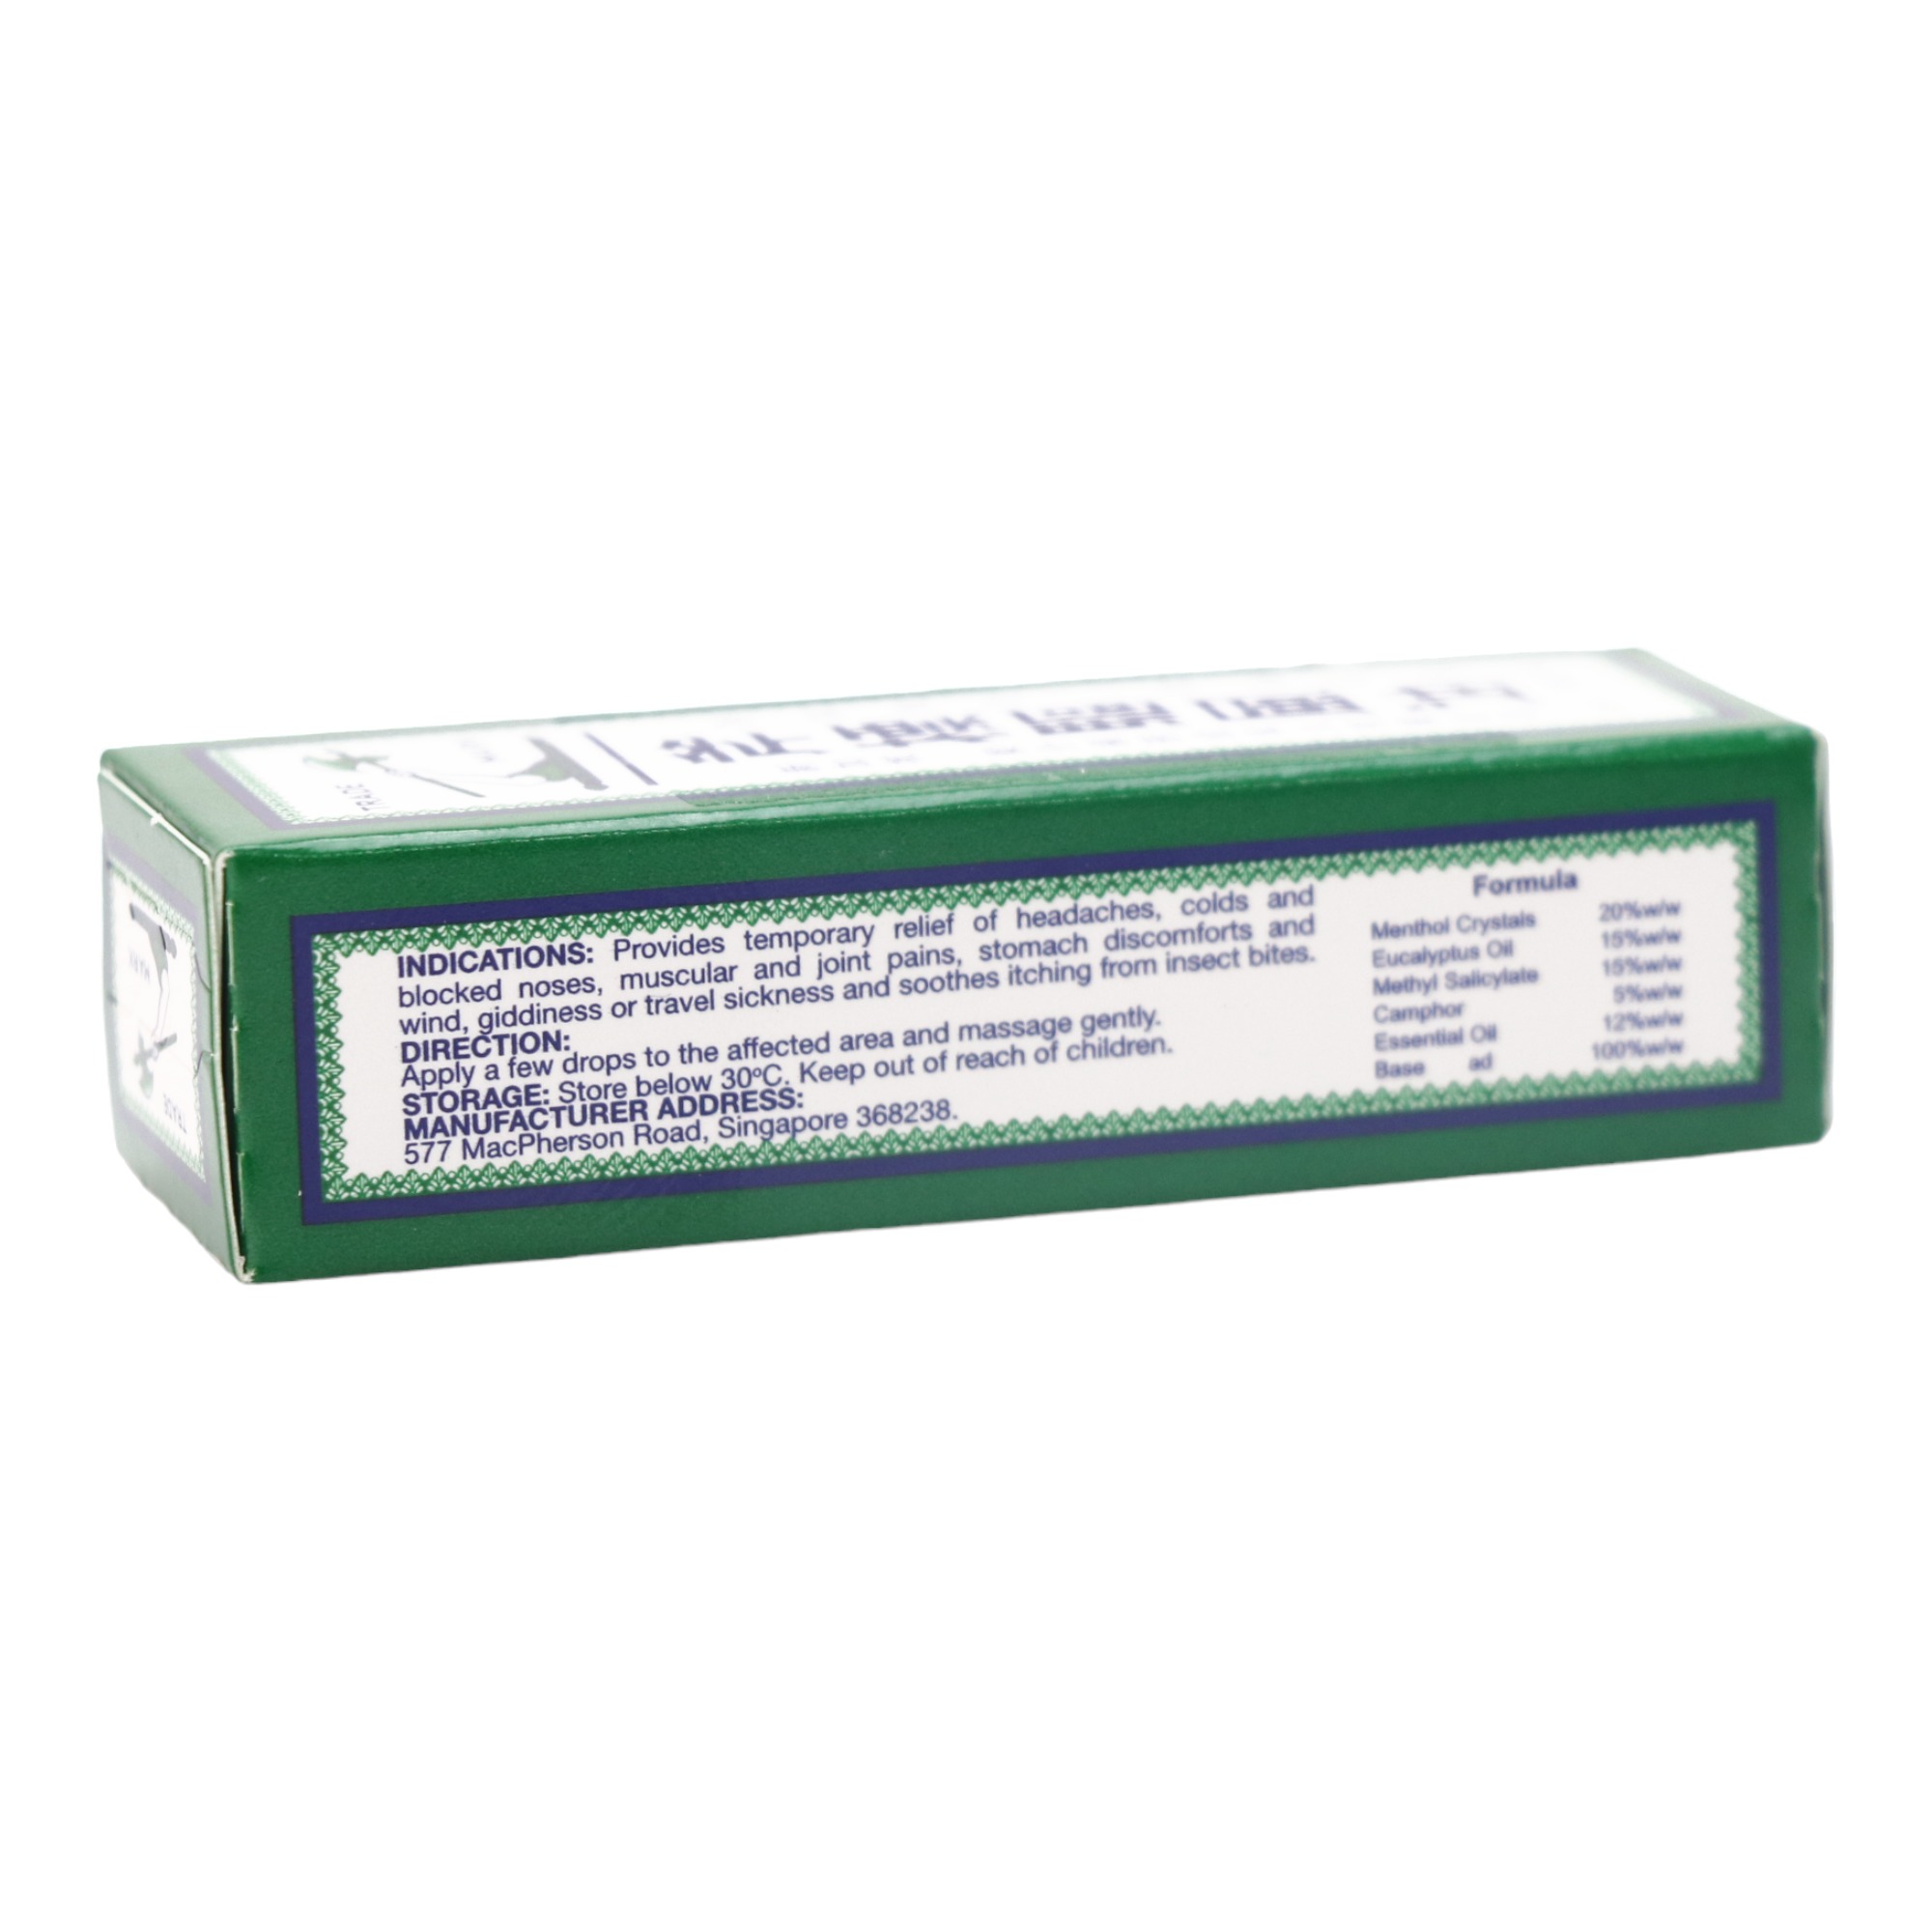 TRADE
INDICATIONS: Provides temporary relief of headaches, colds and
blocked noses, muscular and joint pains, stomach discomforts and
wind, giddiness or travel sickness and soothes itching from insect bites.
DIRECTION:
Apply a few drops to the affected area and massage gently.
STORAGE: Store below 30°C. Keep out of reach of children.
MANUFACTURER ADDRESS:
577 MacPherson Road, Singapore 368238.
Formula
Menthol Crystals 20%w/w
Eucalyptus Oil 15%w/w
Methyl Salicylate 15%w/w
Camphor 5%w/w
Essential Oil 12%w/w
Base ad 100%w/w
TRADE